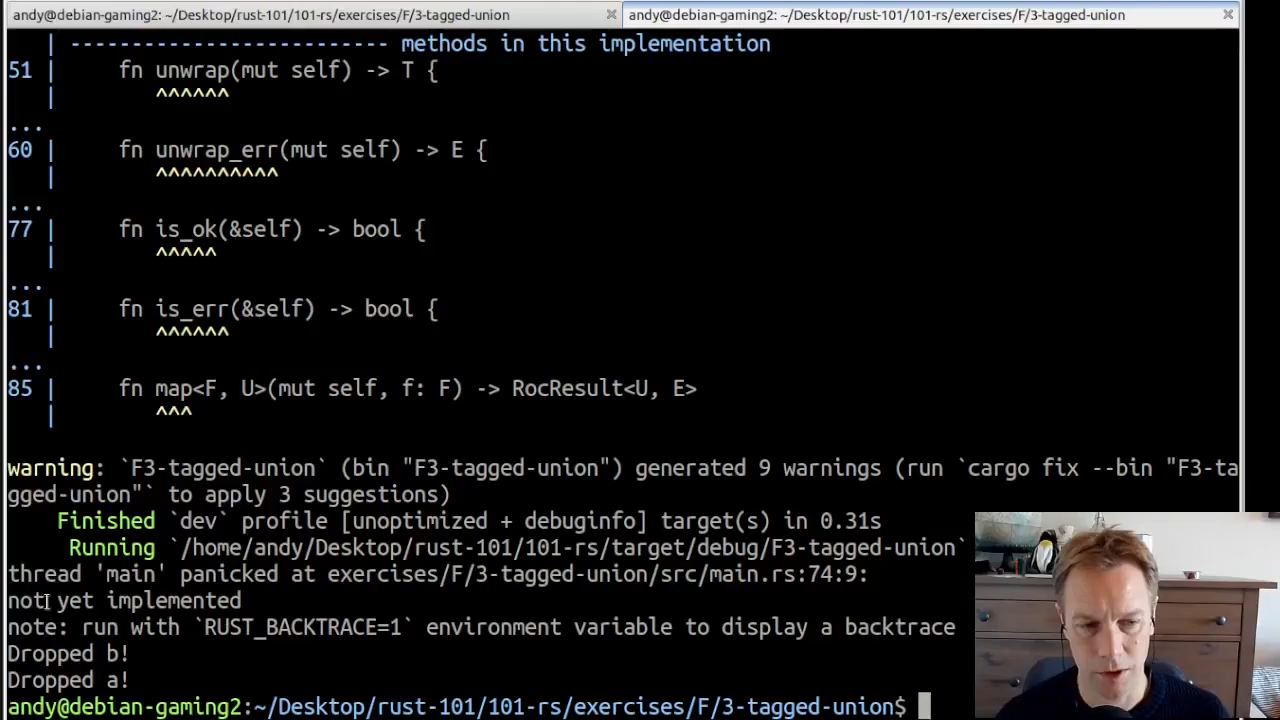 andy@debian-gaming2: ~/Desktop/rust-101/101-rs/exercises/F/3-tagged-union
andy@debian-gaming2: ~/Desktop/rust-101/101-rs/exercises/F/3-tagged-union
| --------------------------- methods in this implementation
51 |     fn unwrap(mut self) -> T {
|        ^^^^^^
...
60 |     fn unwrap_err(mut self) -> E {
|        ^^^^^^^^^^
...
77 |     fn is_ok(&self) -> bool {
|        ^^^^^
...
81 |     fn is_err(&self) -> bool {
|        ^^^^^^
...
85 |     fn map<F, U>(mut self, f: F) -> RocResult<U, E>
|        ^^^
warning: `F3-tagged-union` (bin "F3-tagged-union") generated 9 warnings (run `cargo fix --bin "F3-ta
gged-union"` to apply 3 suggestions)
Finished `dev` profile [unoptimized + debuginfo] target(s) in 0.31s
Running `/home/andy/Desktop/rust-101/101-rs/target/debug/F3-tagged-union`
thread 'main' panicked at exercises/F/3-tagged-union/src/main.rs:74:9:
not yet implemented
note: run with `RUST_BACKTRACE=1` environment variable to display a backtrace
Dropped b!
Dropped a!
andy@debian-gaming2:~/Desktop/rust-101/101-rs/exercises/F/3-tagged-union$